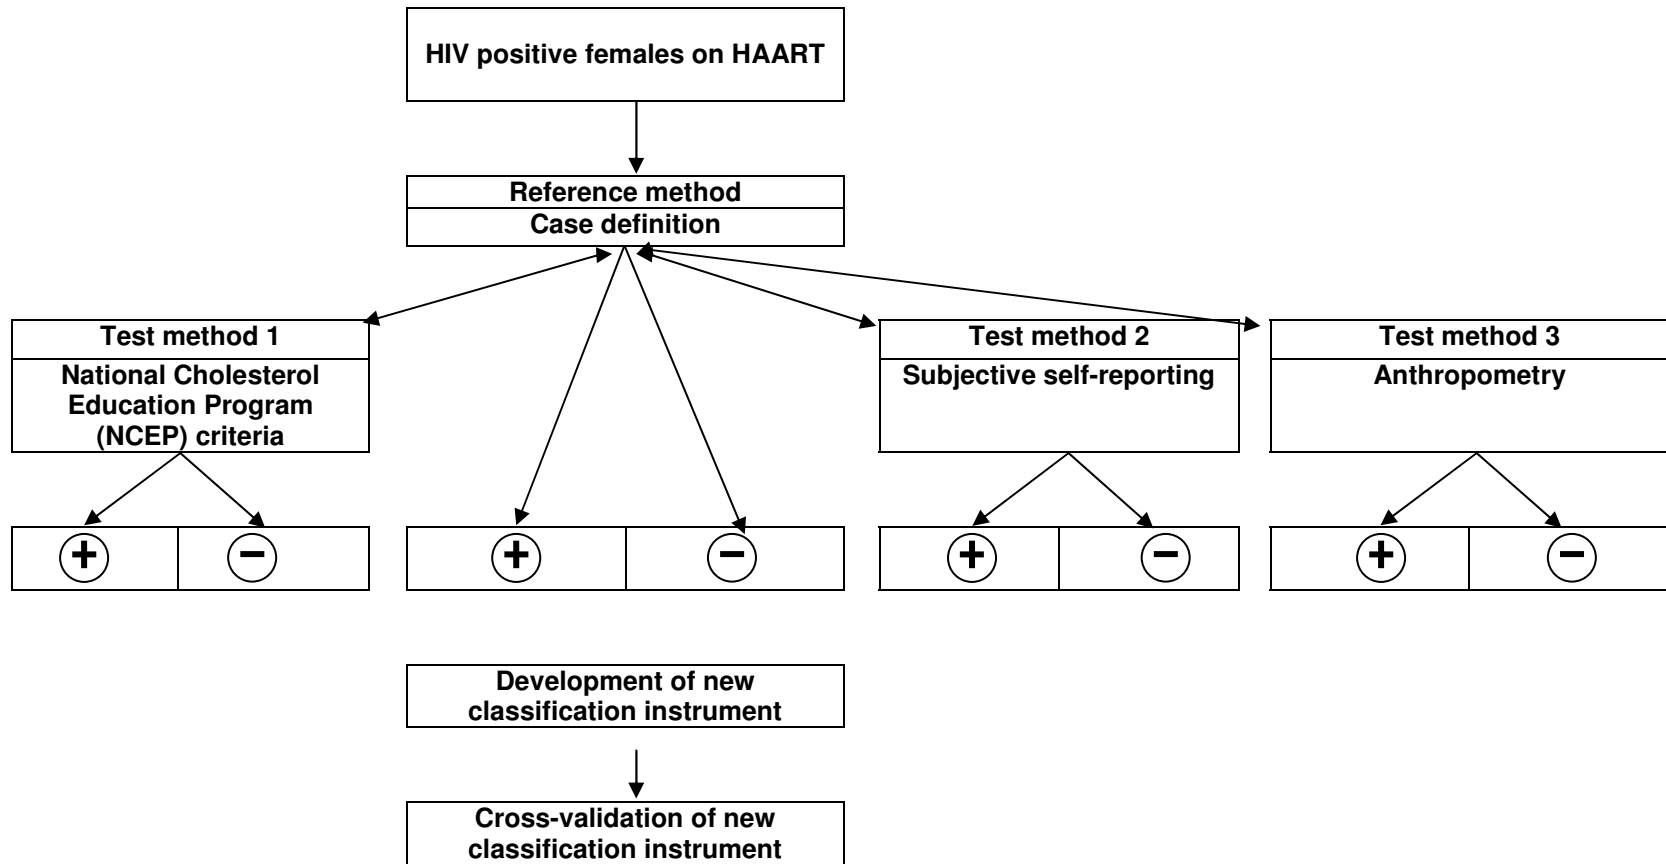 HIV positive females on HAART
Reference method
Case definition
Test method 1
National Cholesterol
Education Program
(NCEP) criteria
Test method 2
Subjective self-reporting
Test method 3
Anthropometry
+
−
+
−
+
−
+
−
Development of new
classification instrument
Cross-validation of new
classification instrument